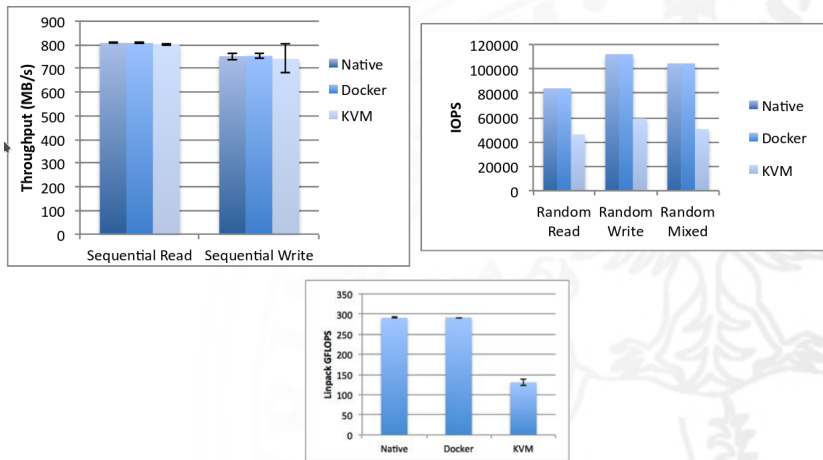 900
800
700
600
500
400
300
200
100
0
Throughput (MB/s)
Sequential Read
Sequential Write
Native
Docker
KVM
120000
100000
80000
60000
40000
20000
0
IOPS
Random Read
Random Write
Random Mixed
Native
Docker
KVM
350
300
250
200
150
100
50
0
Linpack GFLOPS
Native
Docker
KVM